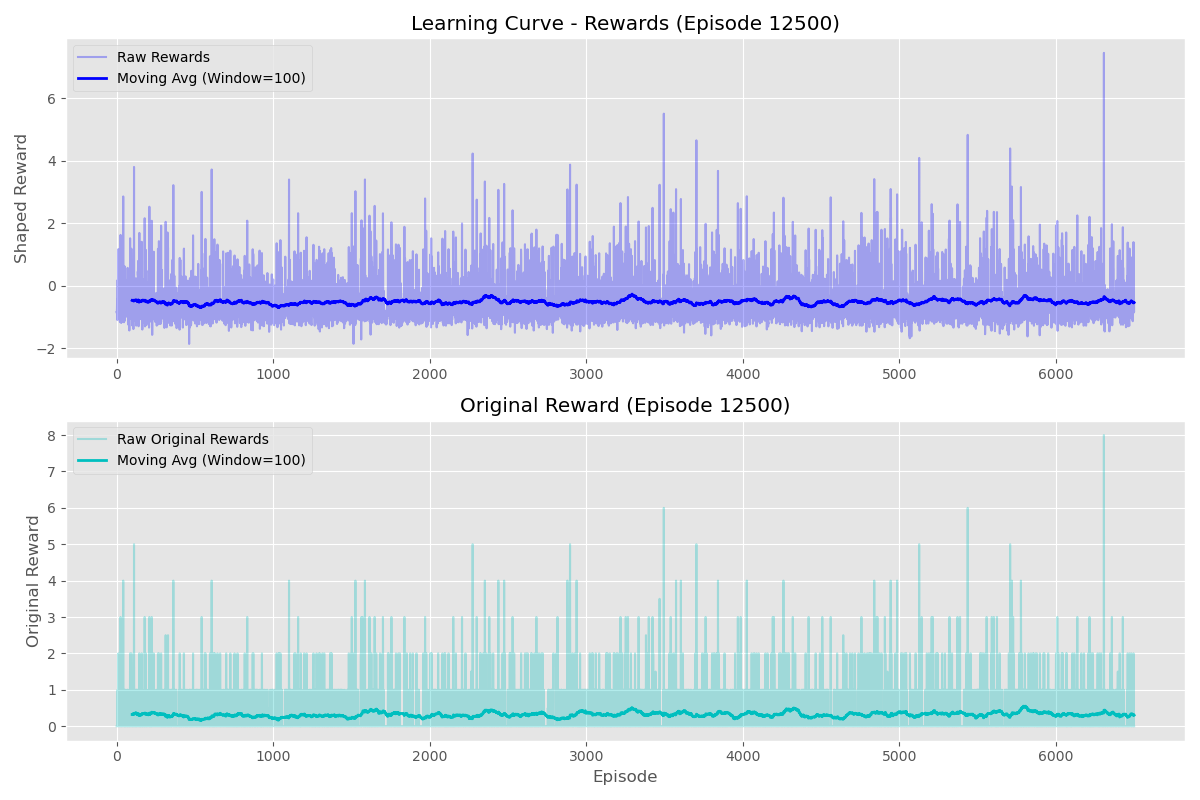 Learning Curve - Rewards (Episode 12500)
Raw Rewards
Moving Avg (Window=100)
Shaped Reward
6
4
2
0
−2
0 1000 2000 3000 4000 5000 6000
Original Reward (Episode 12500)
Raw Original Rewards
Moving Avg (Window=100)
Original Reward
8
7
6
5
4
3
2
1
0
0 1000 2000 3000 4000 5000 6000
Episode